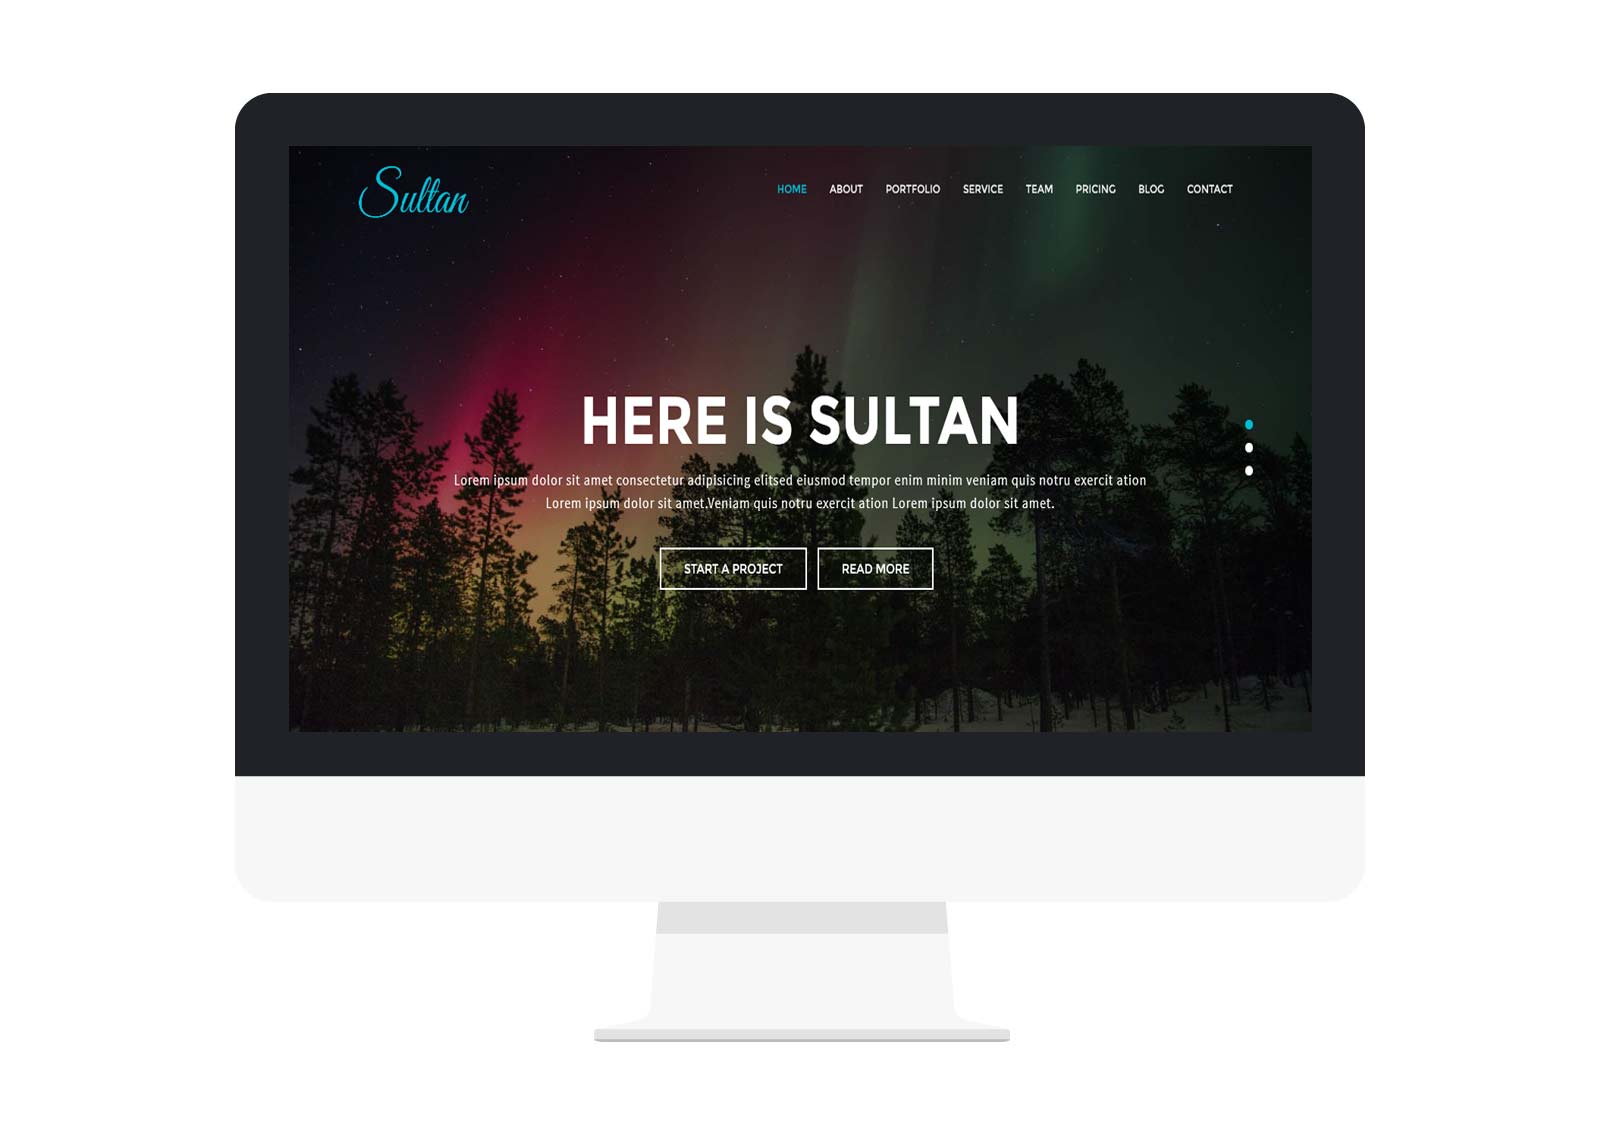 Sultan
HOME ABOUT PORTFOLIO SERVICE TEAM PRICING BLOG CONTACT
HERE IS SULTAN
Lorem ipsum dolor sit amet consectetur adipisicing elitsed eiusmod tempor enim minim veniam quis notru exercit ation
Lorem ipsum dolor sit amet.Veniam quis notru exercit ation Lorem ipsum dolor sit amet.
START A PROJECT READ MORE